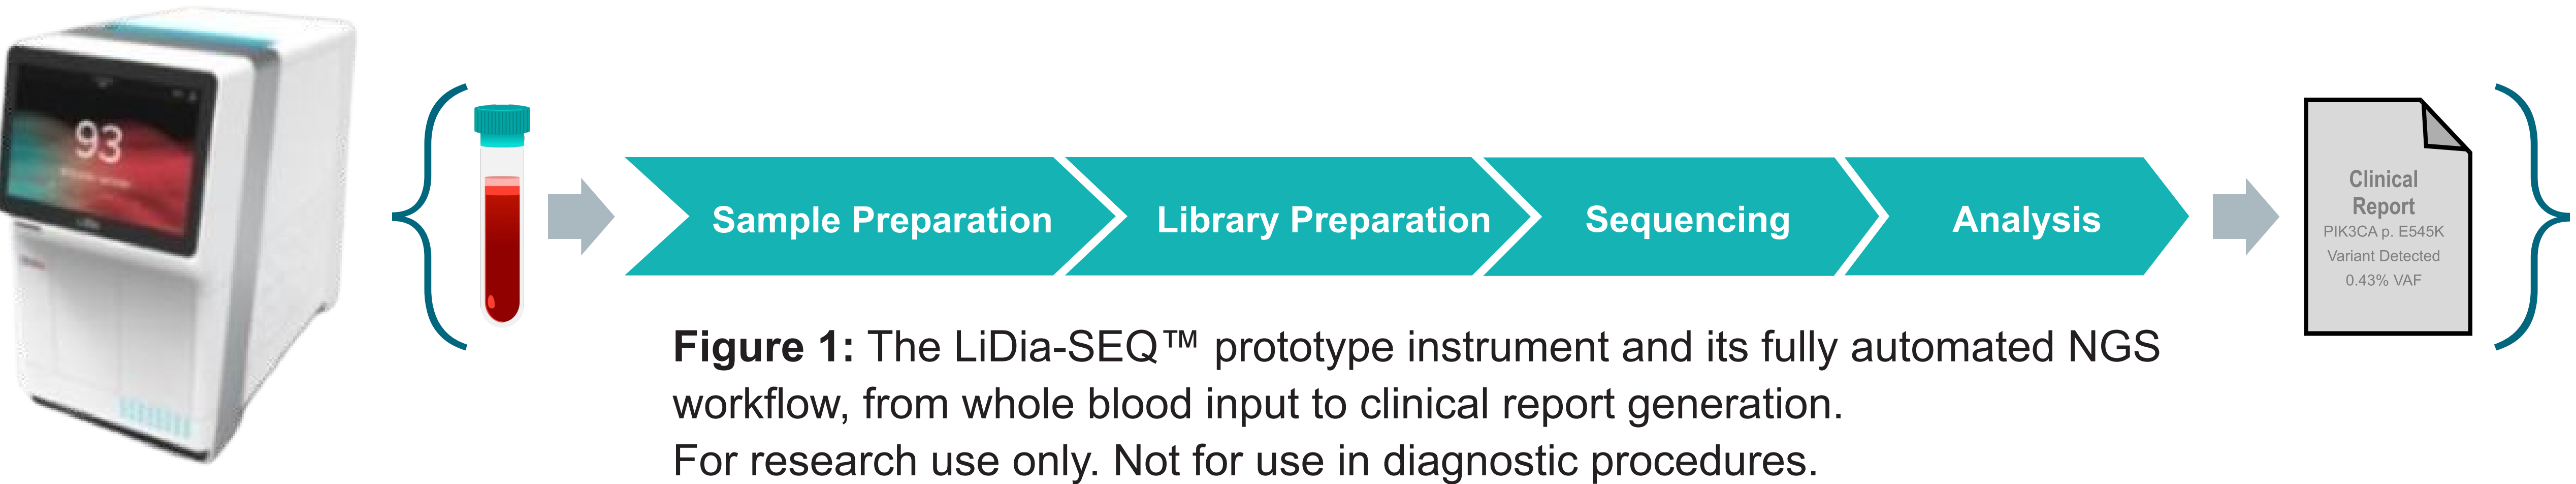 93
Sample Preparation
Library Preparation
Sequencing
Analysis
Clinical
Report
PIK3CA p. E545K
Variant Detected
0.43% VAF
Figure 1: The LiDia-SEQ™ prototype instrument and its fully automated NGS
workflow, from whole blood input to clinical report generation.
For research use only. Not for use in diagnostic procedures.